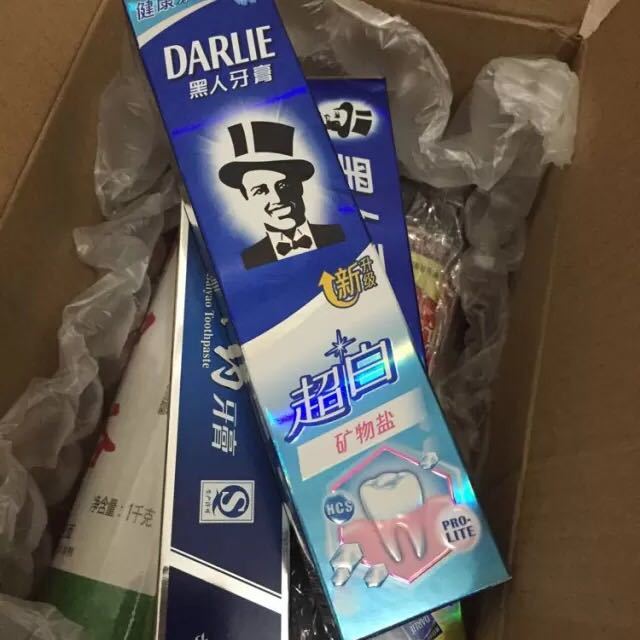 健康
DARLIE
黑人牙膏
新升级
超白
矿物盐
HCS
PRO-
LITE
Toothpaste
药牙膏
净含量:1千克